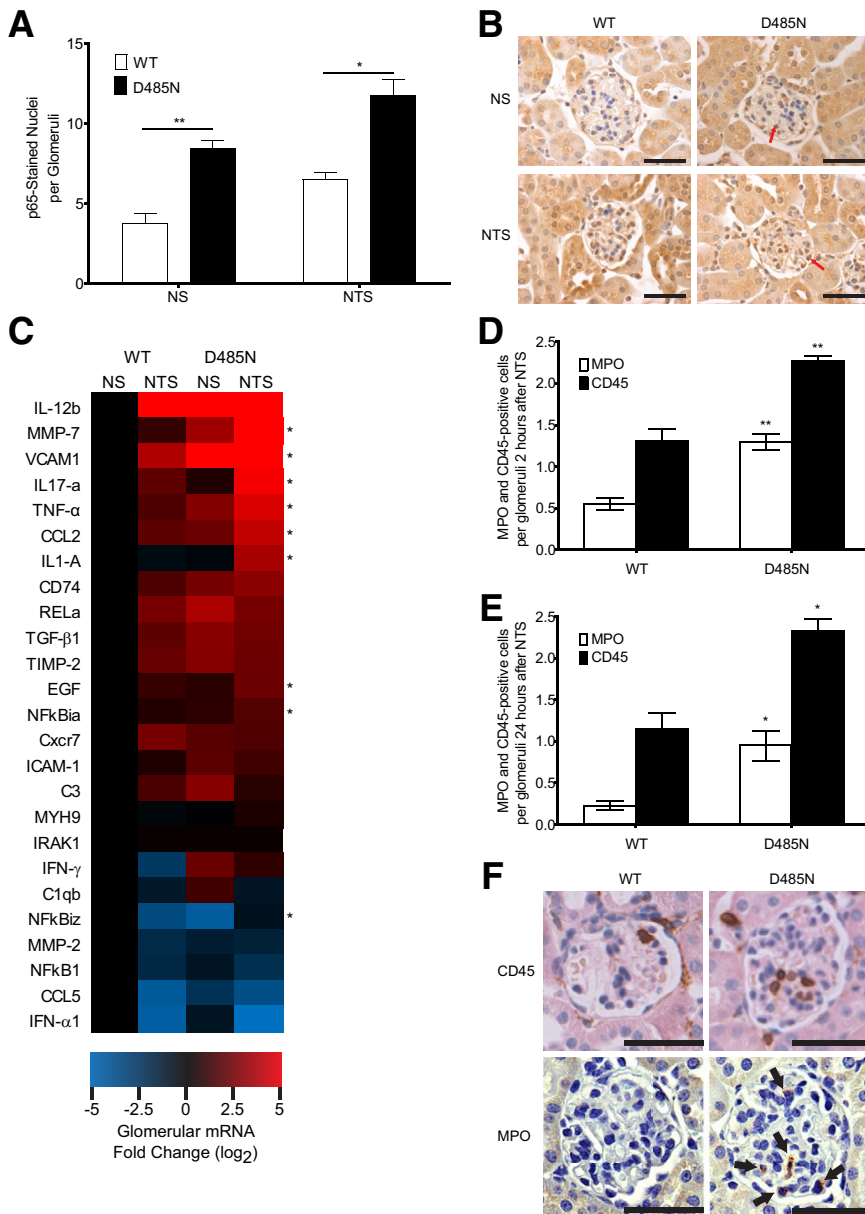 A
p65-Stained Nuclei
per Glomeruli
15
10
5
0
WT
D485N
**
*
NS
NTS
B
WT
D485N
NS
NTS
C
WT
D485N
NS
NTS
NS
NTS
IL-12b
MMP-7 *
VCAM1 *
IL17-a *
TNF-α *
CCL2 *
IL1-A *
CD74
RELa
TGF-β1
TIMP-2
EGF *
NFkBia *
Cxcr7
ICAM-1
C3
MYH9
IRAK1
IFN-γ
C1qb
NFkBiz *
MMP-2
NFkB1
CCL5
IFN-α1
-5 -2.5 0 2.5 5
Glomerular mRNA
Fold Change (log2)
D
MPO and CD45-positive cells
per glomeruli 2 hours after NTS
2.5
2.0
1.5
1.0
0.5
0.0
MPO
CD45
**
**
WT
D485N
E
MPO and CD45-positive cells
per glomeruli 24 hours after NTS
2.5
2.0
1.5
1.0
0.5
0.0
MPO
CD45
*
*
WT
D485N
F
WT
D485N
CD45
MPO